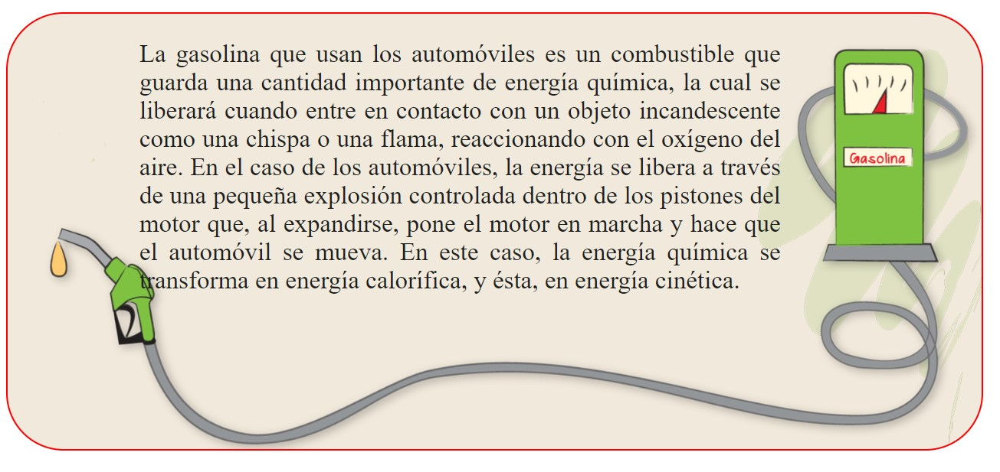 La gasolina que usan los automóviles es un combustible que
guarda una cantidad importante de energía química, la cual se
liberará cuando entre en contacto con un objeto incandescente
como una chispa o una flama, reaccionando con el oxígeno del
aire. En el caso de los automóviles, la energía se libera a través
de una pequeña explosión controlada dentro de los pistones del
motor que, al expandirse, pone el motor en marcha y hace que
el automóvil se mueva. En este caso, la energía química se
transforma en energía calorífica, y ésta, en energía cinética.
Gasolina